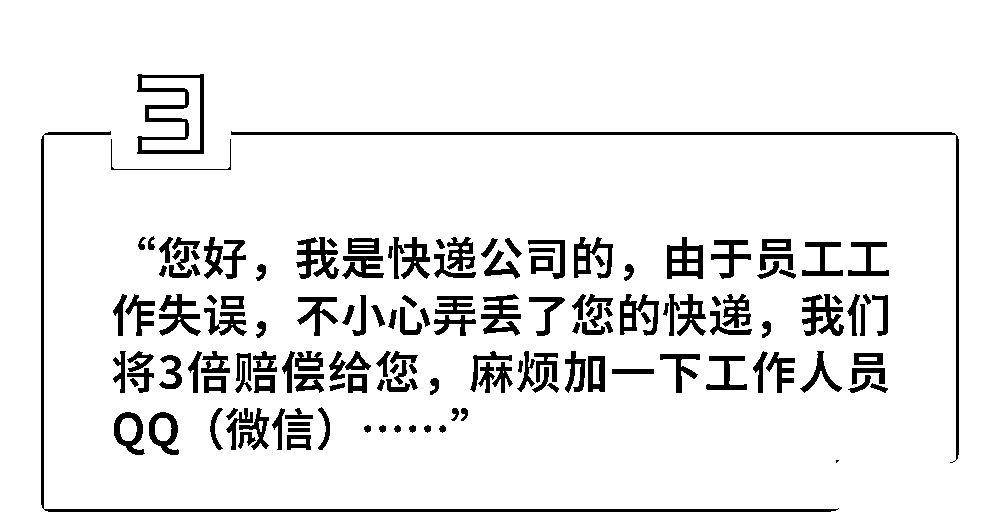 3
“您好，我是快递公司的，由于员工工
作失误，不小心弄丢了您的快递，我们
将3倍赔偿给您，麻烦加一下工作人员
QQ（微信）……”